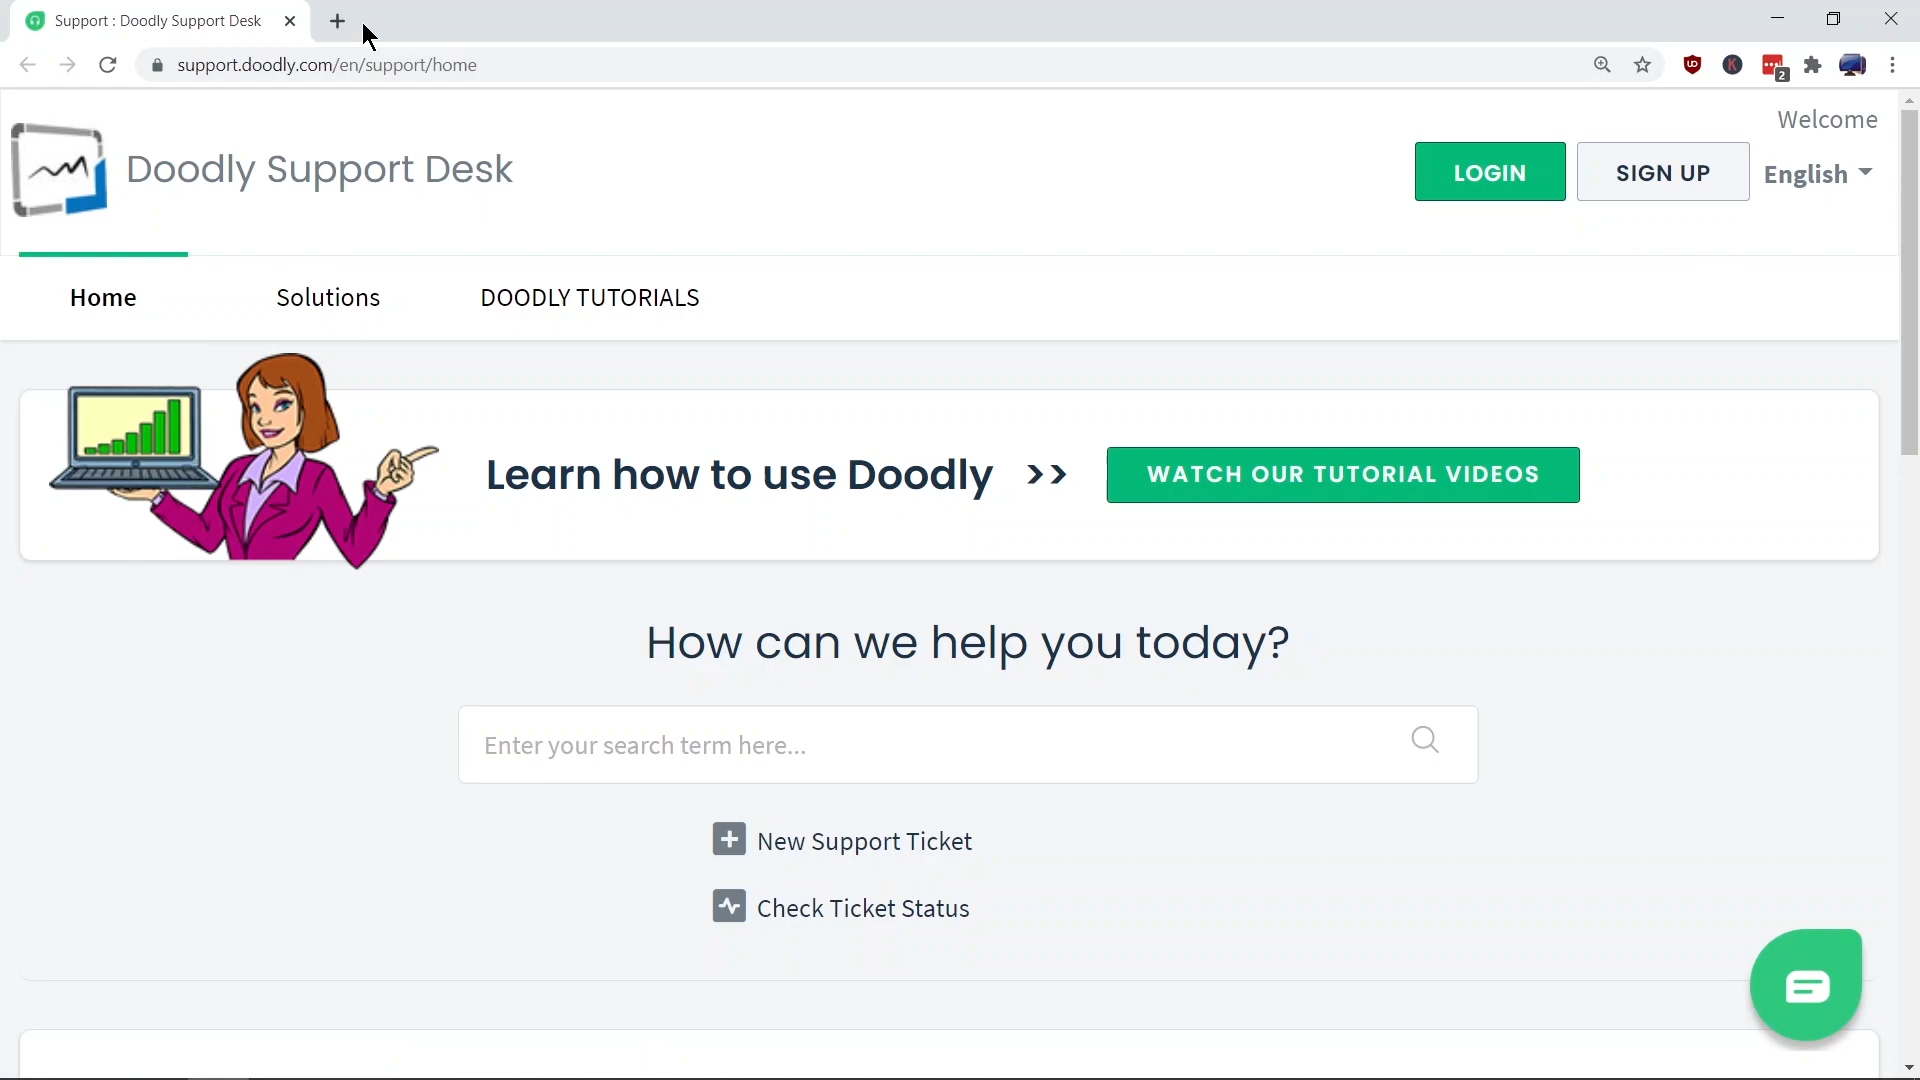 Support : Doodly Support Desk
support.doodly.com/en/support/home
2
Welcome
Doodly Support Desk
LOGIN
SIGN UP
English
Home
Solutions
DOODLY TUTORIALS
Learn how to use Doodly >>
WATCH OUR TUTORIAL VIDEOS
How can we help you today?
Enter your search term here...
New Support Ticket
Check Ticket Status